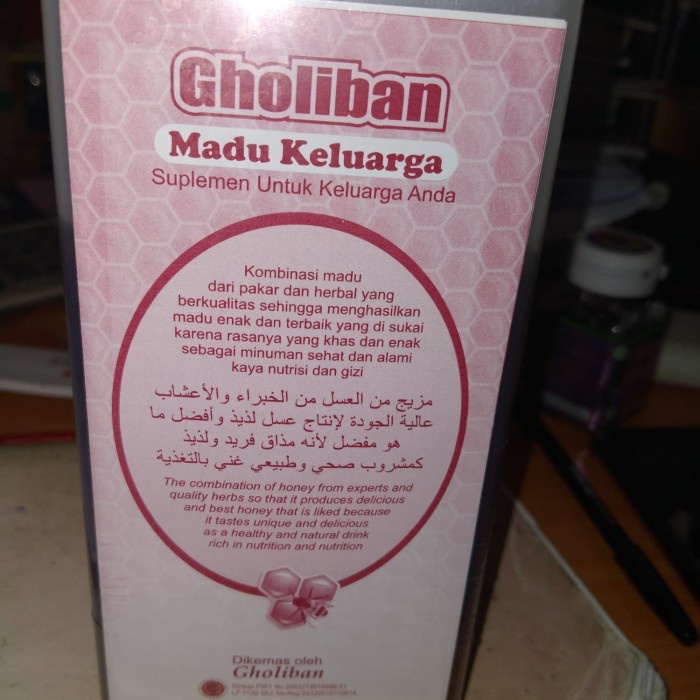 Gholiban
Madu Keluarga
Suplemen Untuk Keluarga Anda
Kombinasi madu
dari pakar dan herbal yang
berkualitas sehingga menghasilkan
madu enak dan terbaik yang di sukai
karena rasanya yang khas dan enak
sebagai minuman sehat dan alami
kaya nutrisi dan gizi
مزيج من العسل من الخبراء والأعشاب
عالية الجودة لإنتاج عسل لذيذ وأفضل ما
هو مفضل لأنه مذاق فريد ولذيذ
كمشروب صحي وطبيعي غني بالتغذية
The combination of honey from experts and
quality herbs so that it produces delicious
and best honey that is liked because
it tastes unique and delicious
as a healthy and natural drink
rich in nutrition and nutrition
Dikemas oleh
Gholiban